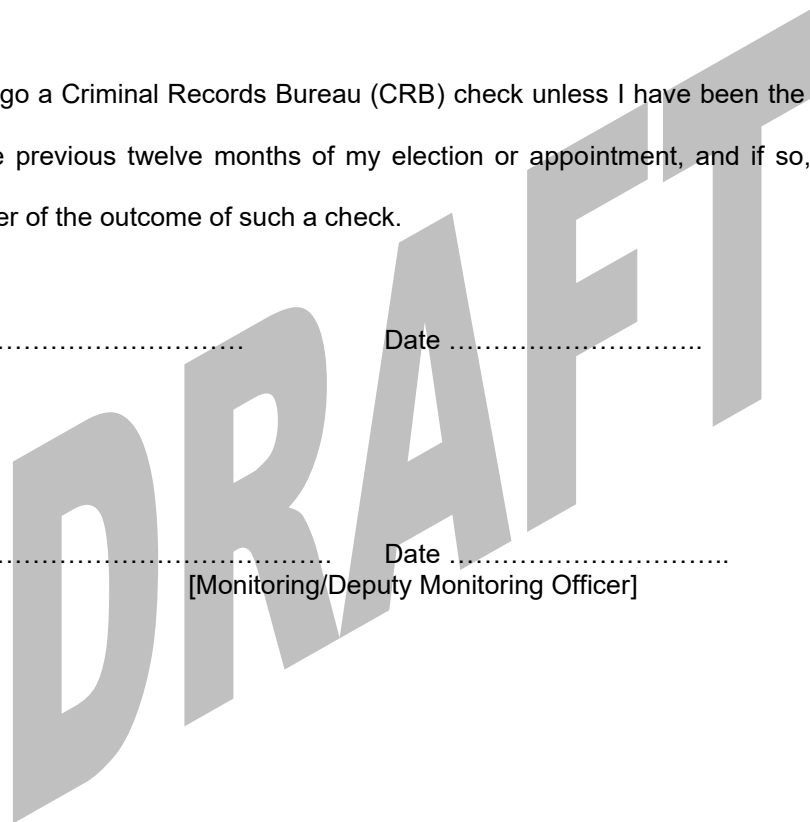 go a Criminal Records Bureau (CRB) check unless I have been the
previous twelve months of my election or appointment, and if so,
of the outcome of such a check.
………………………… Date ………………………..
………………………………. Date …………………………..
[Monitoring/Deputy Monitoring Officer]
DRAFT